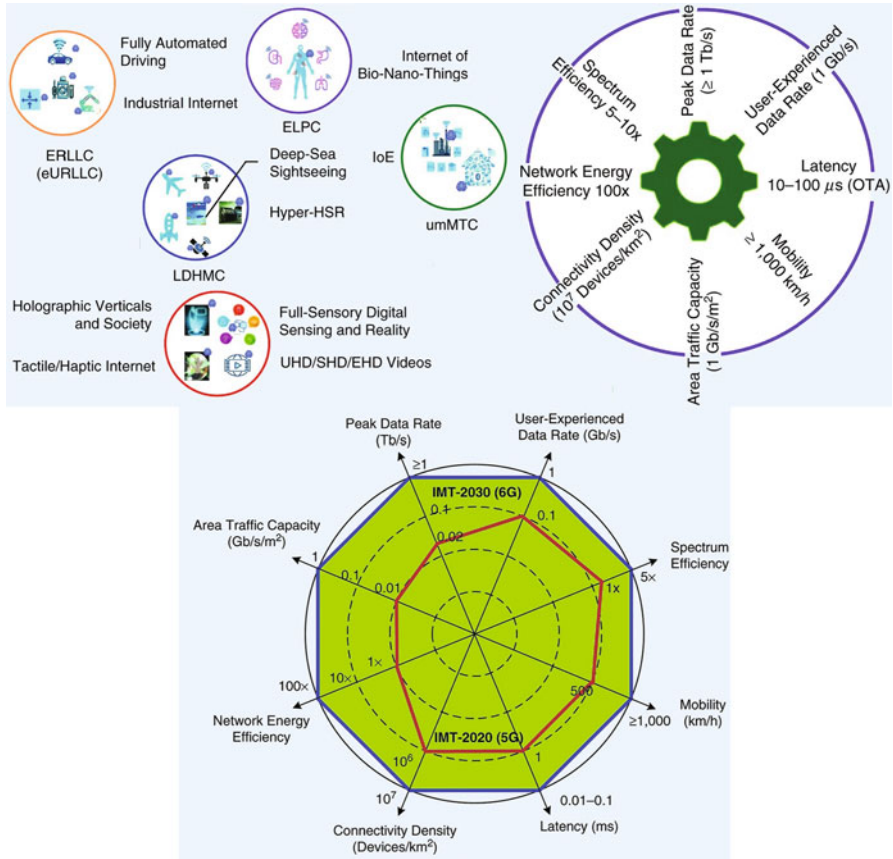 Fully Automated
Driving
Industrial Internet
ERLLC
(eURLLC)
ELPC
Internet of
Bio-Nano-Things
Deep-Sea
Sightseeing
Hyper-HSR
LDHMC
IoE
umMTC
Holographic Verticals
and Society
Tactile/Haptic Internet
Full-Sensory Digital
Sensing and Reality
UHD/SHD/EHD Videos
Spectrum
Efficiency 5–10x
Peak Data Rate
(≥ 1 Tb/s)
User-Experienced
Data Rate (1 Gb/s)
Network Energy
Efficiency 100x
Latency
10–100 μs (OTA)
Connectivity Density
(10⁷ Devices/km²)
Area Traffic Capacity
(1 Gb/s/m²)
Mobility
≥ 1,000 km/h
Peak Data Rate
(Tb/s)
User-Experienced
Data Rate (Gb/s)
≥1
1
IMT-2030 (6G)
0.1
0.1
0.02
Area Traffic Capacity
(Gb/s/m²)
1
0.1
0.01
Spectrum
Efficiency
5×
1x
100×
10×
1×
Network Energy
Efficiency
500
≥1,000
Mobility
(km/h)
IMT-2020 (5G)
10⁶
1
10⁷
0.01–0.1
Connectivity Density
(Devices/km²)
Latency (ms)